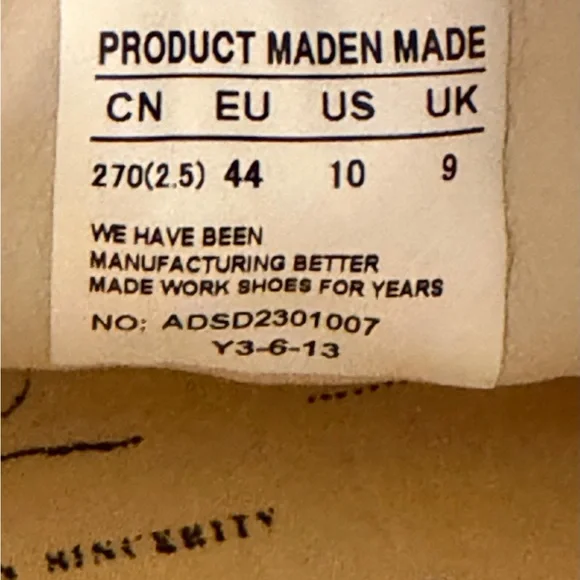 PRODUCT MADEN MADE
CN EU US UK
270(2.5) 44 10 9
WE HAVE BEEN
MANUFACTURING BETTER
MADE WORK SHOES FOR YEARS
NO: ADSD2301007
Y3-6-13
SINCERITY